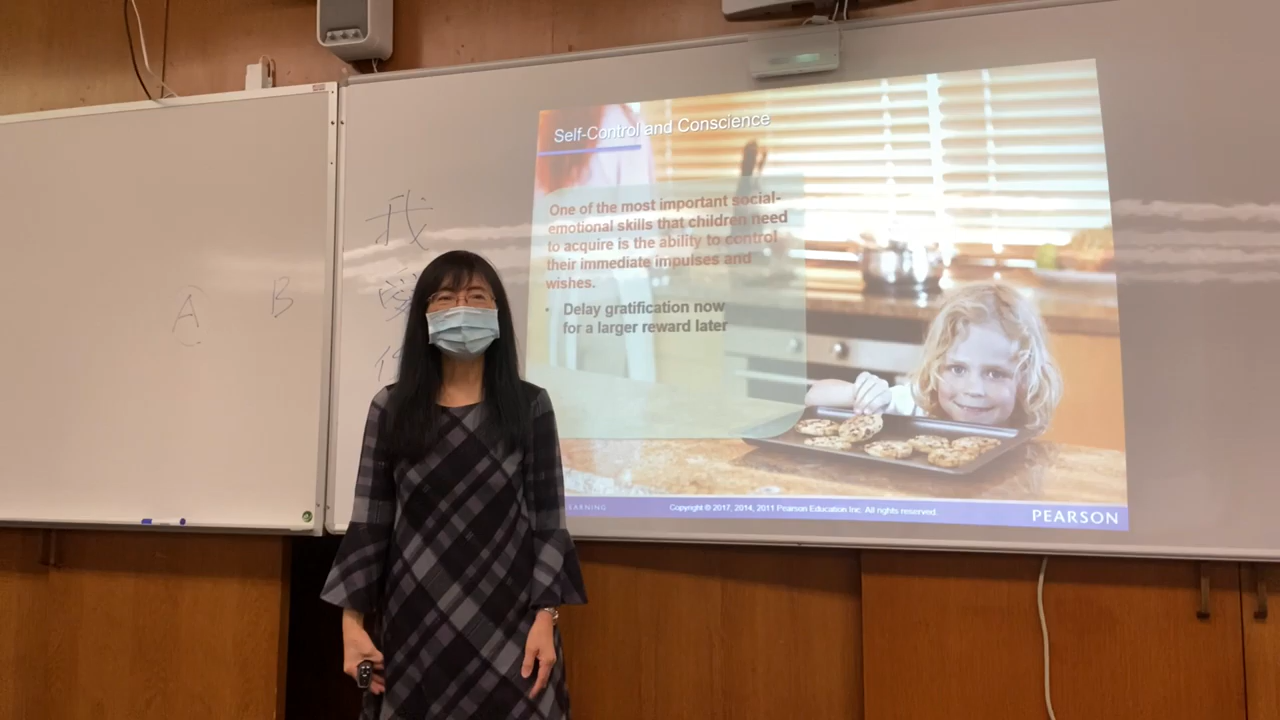 A B
我
愛
Self-Control and Conscience
One of the most important social-
emotional skills that children need
to acquire is the ability to control
their immediate impulses and
wishes.
• Delay gratification now
for a larger reward later
LEARNING
Copyright © 2017, 2014, 2011 Pearson Education Inc. All rights reserved.
PEARSON